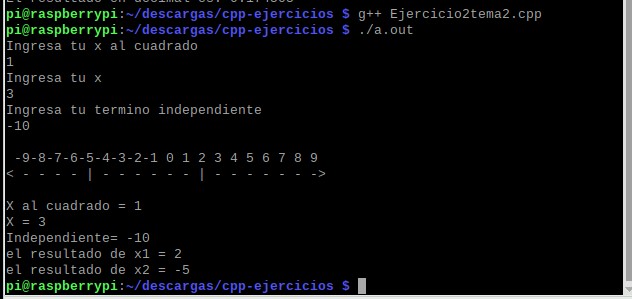 pi@raspberrypi:~/descargas/cpp-ejercicios $ g++ Ejercicio2tema2.cpp
pi@raspberrypi:~/descargas/cpp-ejercicios $ ./a.out
Ingresa tu x al cuadrado
1
Ingresa tu x
3
Ingresa tu termino independiente
-10
-9-8-7-6-5-4-3-2-1 0 1 2 3 4 5 6 7 8 9
< - - - - | - - - - - - | - - - - - - ->
X al cuadrado = 1
X = 3
Independiente= -10
el resultado de x1 = 2
el resultado de x2 = -5
pi@raspberrypi:~/descargas/cpp-ejercicios $